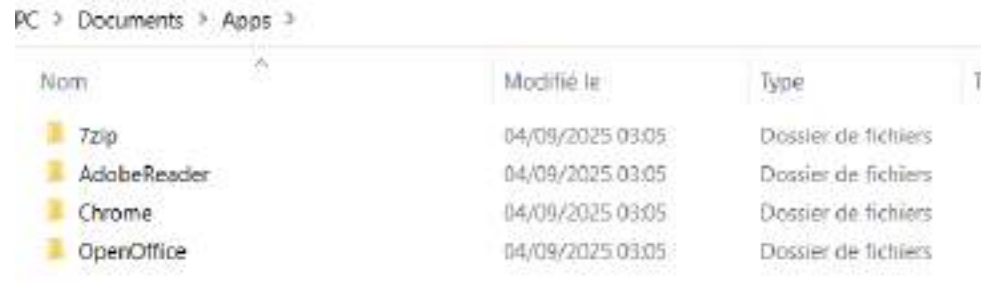 PC > Documents > Apps >
Nom Modifié le Type T
7zip 04/09/2025 03:05 Dossier de fichiers
AdobeReader 04/09/2025 03:05 Dossier de fichiers
Chrome 04/09/2025 03:05 Dossier de fichiers
OpenOffice 04/09/2025 03:05 Dossier de fichiers